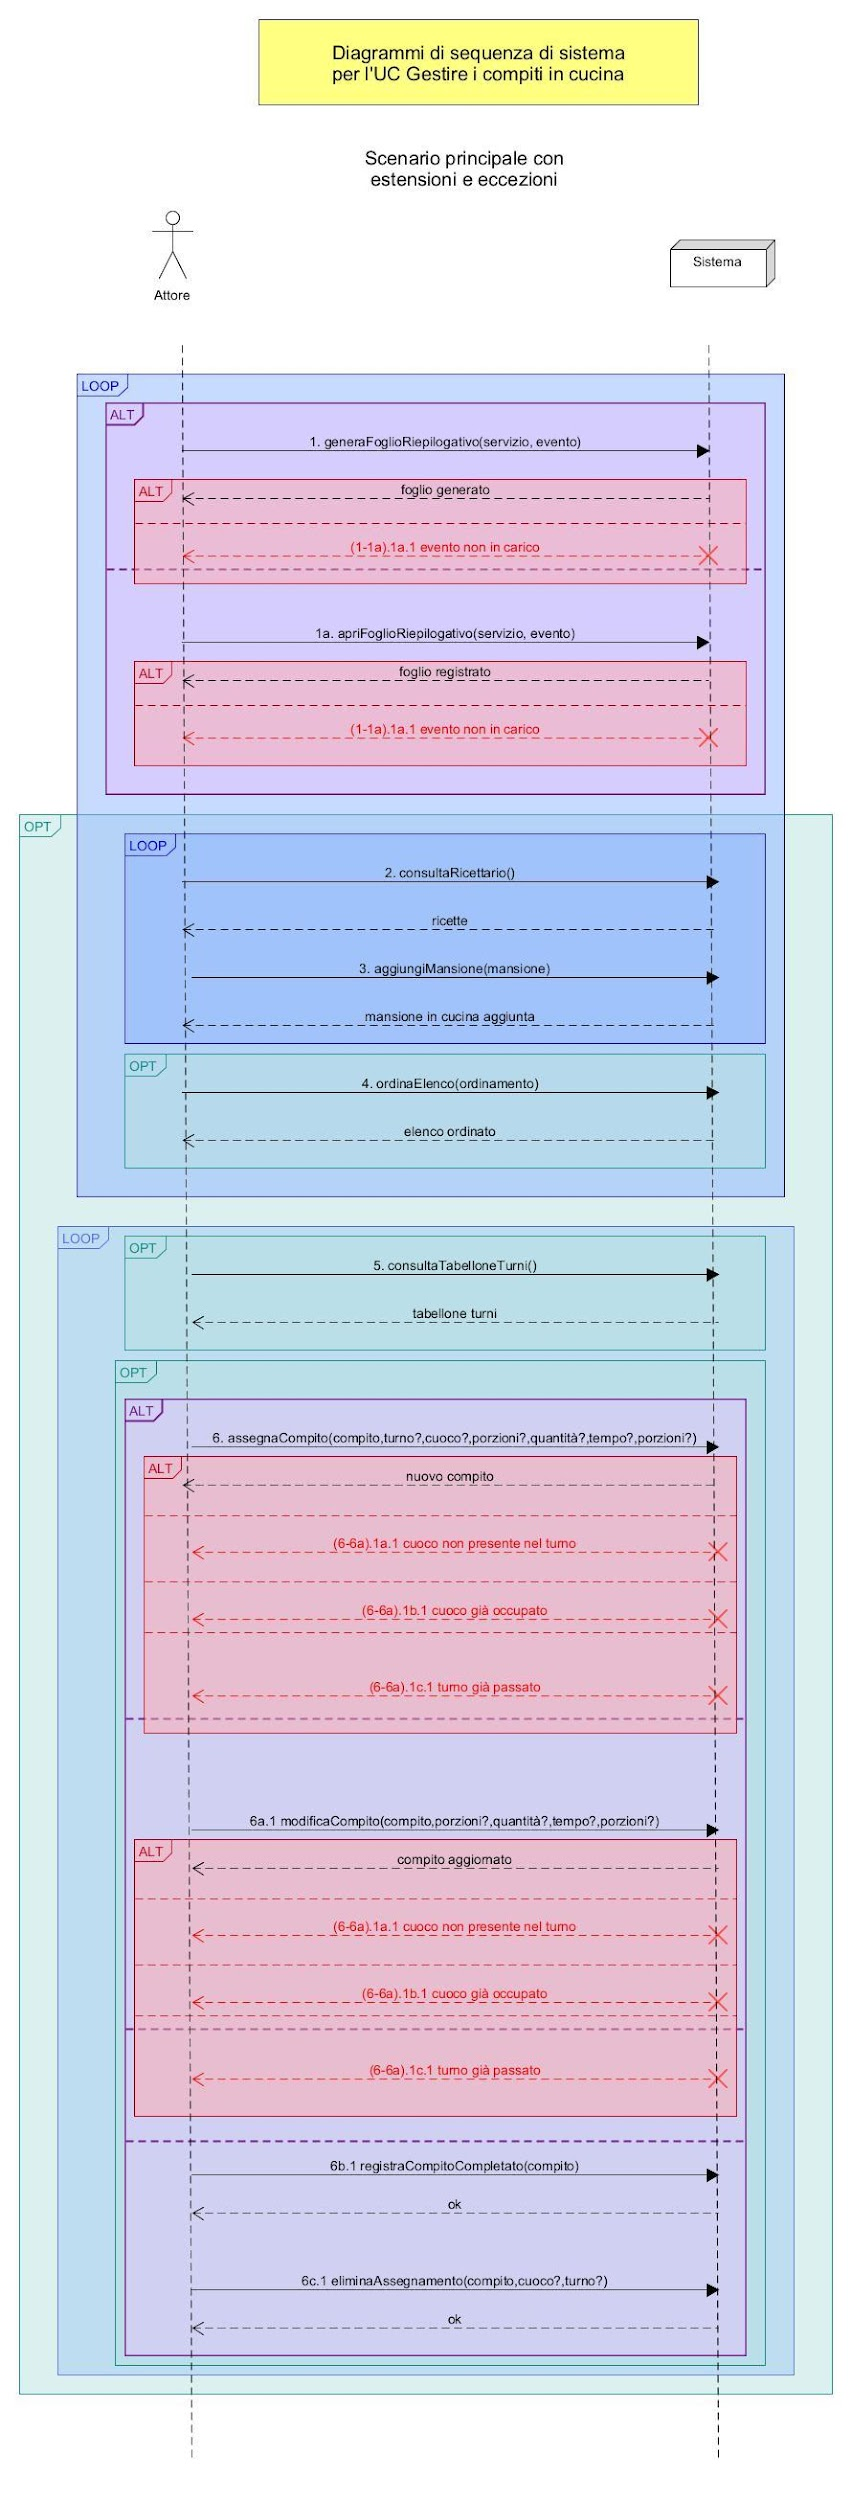 Diagrammi di sequenza di sistema
per l'UC Gestire i compiti in cucina
Scenario principale con
estensioni e eccezioni
Sistema
Attore
LOOP
ALT
1. generaFoglioRiepilogativo(servizio, evento)
ALT
foglio generato
(1-1a).1a.1 evento non in carico
1a. apriFoglioRiepilogativo(servizio, evento)
ALT
foglio registrato
(1-1a).1a.1 evento non in carico
OPT
LOOP
2. consultaRicettario()
ricette
3. aggiungiMansione(mansione)
mansione in cucina aggiunta
OPT
4. ordinaElenco(ordinamento)
elenco ordinato
LOOP
OPT
5. consultaTabelloneTurni()
tabellone turni
OPT
ALT
6. assegnaCompito(compito,turno?,cuoco?,porzioni?,quantità?,tempo?,porzioni?)
ALT
nuovo compito
(6-6a).1a.1 cuoco non presente nel turno
(6-6a).1b.1 cuoco già occupato
(6-6a).1c.1 turno già passato
6a.1 modificaCompito(compito,porzioni?,quantità?,tempo?,porzioni?)
ALT
compito aggiornato
(6-6a).1a.1 cuoco non presente nel turno
(6-6a).1b.1 cuoco già occupato
(6-6a).1c.1 turno già passato
6b.1 registraCompitoCompletato(compito)
ok
6c.1 eliminaAssegnamento(compito,cuoco?,turno?)
ok